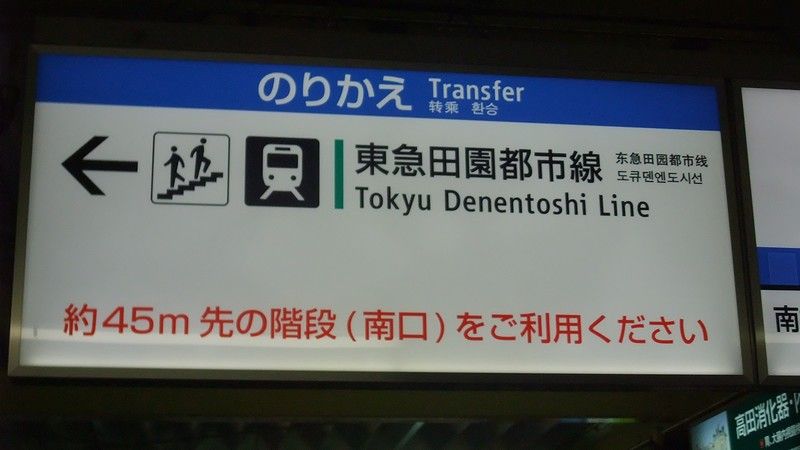 のりかえ Transfer
转乘 환승
東急田園都市線 东急田园都市线
도큐덴엔도시선
Tokyu Denentoshi Line
約45m 先の階段(南口)をご利用ください
南
高田消化器・